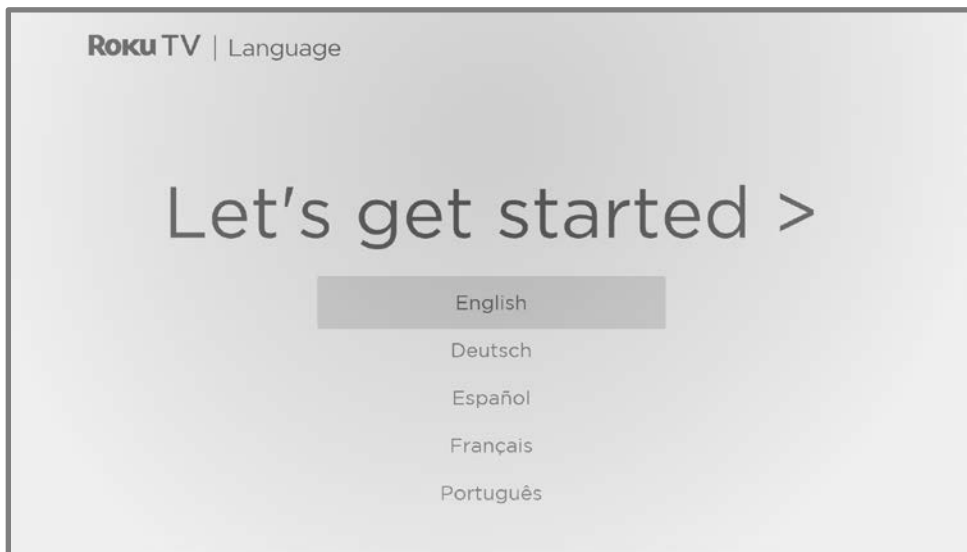 Roku TV | Language
Let's get started >
English
Deutsch
Español
Français
Português